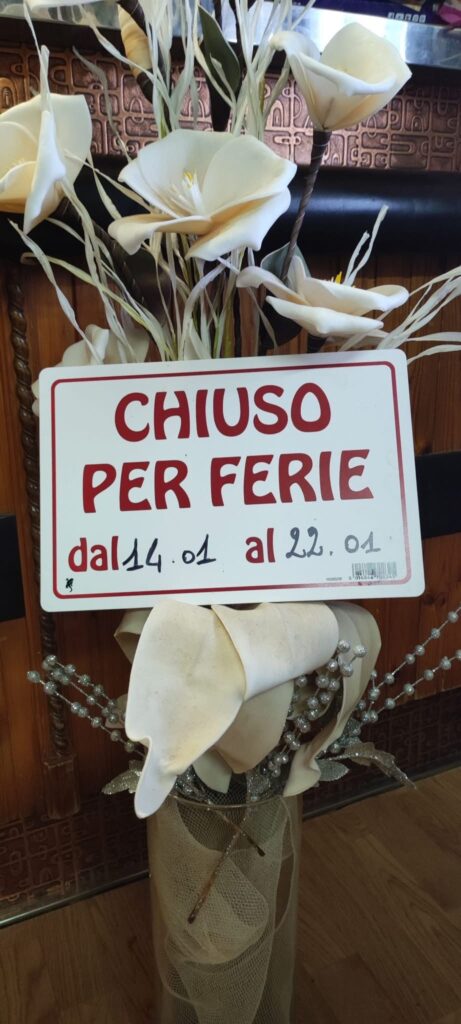 CHIUSO
PER FERIE
dal 14.01 al 22.01